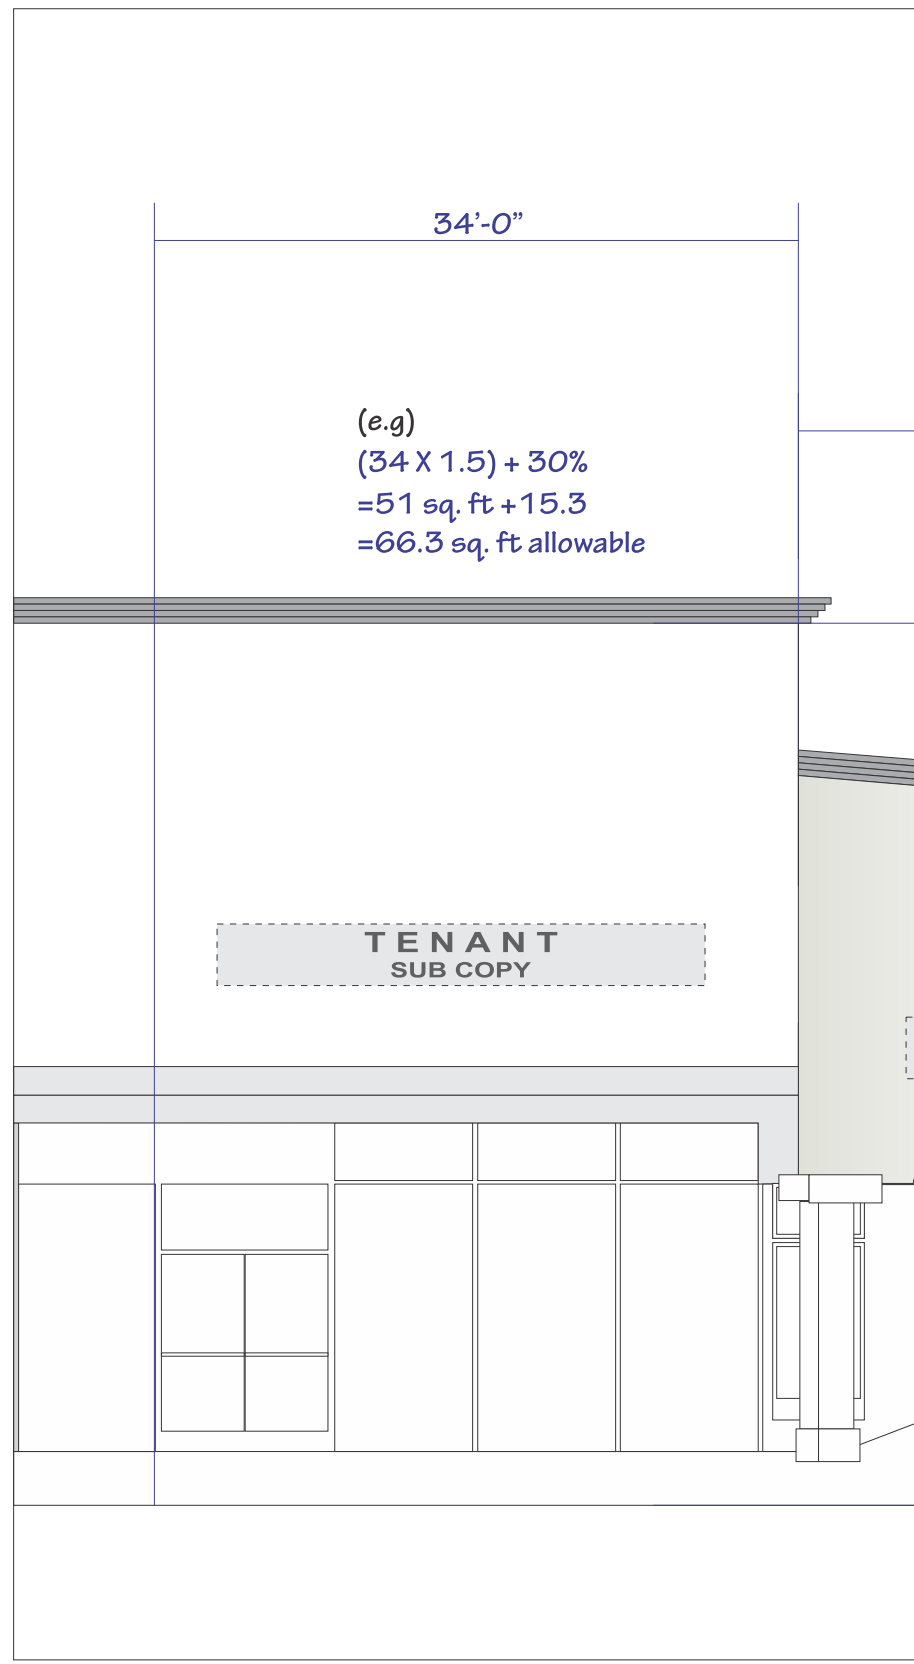 34’-0”
(e.g)
(34 X 1.5) + 30%
=51 sq. ft +15.3
=66.3 sq. ft allowable
TENANT
SUB COPY